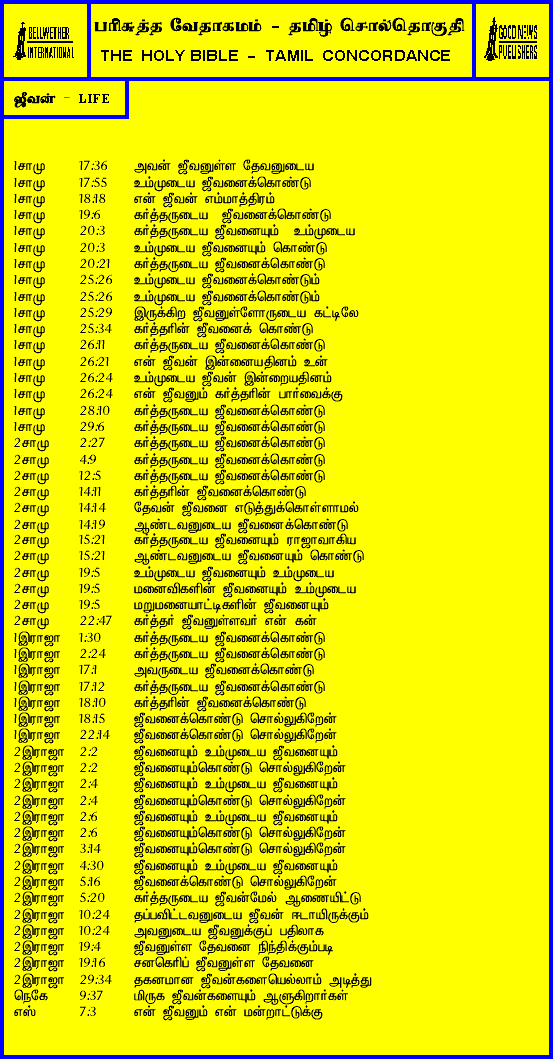 BELLWETHER INTERNATIONAL
பரிசுத்த வேதாகமம் - தமிழ் சொல்தொகுதி
THE HOLY BIBLE - TAMIL CONCORDANCE
GOOD NEWS PUBLISHERS
ஜீவன் - LIFE
1சாமு 17:36 அவன் ஜீவனுள்ள தேவனுடைய
1சாமு 17:55 உம்முடைய ஜீவனைக்கொண்டு
1சாமு 18:18 என் ஜீவன் எம்மாத்திரம்
1சாமு 19:6 கர்த்தருடைய ஜீவனைக்கொண்டு
1சாமு 20:3 கர்த்தருடைய ஜீவனையும் உம்முடைய
1சாமு 20:3 உம்முடைய ஜீவனையும் கொண்டு
1சாமு 20:21 கர்த்தருடைய ஜீவனைக்கொண்டு
1சாமு 25:26 உம்முடைய ஜீவனைக்கொண்டும்
1சாமு 25:26 உம்முடைய ஜீவனைக்கொண்டும்
1சாமு 25:29 இருக்கிற ஜீவனுள்ளோருடைய கட்டிலே
1சாமு 25:34 கர்த்தரின் ஜீவனைக் கொண்டு
1சாமு 26:11 கர்த்தருடைய ஜீவனைக்கொண்டு
1சாமு 26:21 என் ஜீவன் இன்னையதினம் உன்
1சாமு 26:24 உம்முடைய ஜீவன் இன்றையதினம்
1சாமு 26:24 என் ஜீவனும் கர்த்தரின் பார்வைக்கு
1சாமு 28:10 கர்த்தருடைய ஜீவனைக்கொண்டு
1சாமு 29:6 கர்த்தருடைய ஜீவனைக்கொண்டு
2சாமு 2:27 கர்த்தருடைய ஜீவனைக்கொண்டு
2சாமு 4:9 கர்த்தருடைய ஜீவனைக்கொண்டு
2சாமு 12:5 கர்த்தருடைய ஜீவனைக்கொண்டு
2சாமு 14:11 கர்த்தரின் ஜீவனைக்கொண்டு
2சாமு 14:14 தேவன் ஜீவனை எடுத்துக்கொள்ளாமல்
2சாமு 14:19 ஆண்டவனுடைய ஜீவனைக்கொண்டு
2சாமு 15:21 கர்த்தருடைய ஜீவனையும் ராஜாவாகிய
2சாமு 15:21 ஆண்டவனுடைய ஜீவனையும் கொண்டு
2சாமு 19:5 உம்முடைய ஜீவனையும் உம்முடைய
2சாமு 19:5 மனைவிகளின் ஜீவனையும் உம்முடைய
2சாமு 19:5 மறுமனையாட்டிகளின் ஜீவனையும்
2சாமு 22:47 கர்த்தர் ஜீவனுள்ளவர் என் கன்
1இராஜா 1:30 கர்த்தருடைய ஜீவனைக்கொண்டு
1இராஜா 2:24 கர்த்தருடைய ஜீவனைக்கொண்டு
1இராஜா 17:1 அவருடைய ஜீவனைக்கொண்டு
1இராஜா 17:12 கர்த்தருடைய ஜீவனைக்கொண்டு
1இராஜா 18:10 கர்த்தரின் ஜீவனைக்கொண்டு
1இராஜா 18:15 ஜீவனைக்கொண்டு சொல்லுகிறேன்
1இராஜா 22:14 ஜீவனைக்கொண்டு சொல்லுகிறேன்
2இராஜா 2:2 ஜீவனையும் உம்முடைய ஜீவனையும்
2இராஜா 2:2 ஜீவனையும்கொண்டு சொல்லுகிறேன்
2இராஜா 2:4 ஜீவனையும் உம்முடைய ஜீவனையும்
2இராஜா 2:4 ஜீவனையும்கொண்டு சொல்லுகிறேன்
2இராஜா 2:6 ஜீவனையும் உம்முடைய ஜீவனையும்
2இராஜா 2:6 ஜீவனையும்கொண்டு சொல்லுகிறேன்
2இராஜா 3:14 ஜீவனையும்கொண்டு சொல்லுகிறேன்
2இராஜா 4:30 ஜீவனையும் உம்முடைய ஜீவனையும்
2இராஜா 5:16 ஜீவனைக்கொண்டு சொல்லுகிறேன்
2இராஜா 5:20 கர்த்தருடைய ஜீவன்மேல் ஆணையிட்டு
2இராஜா 10:24 தப்பவிட்டவனுடைய ஜீவன் ஈடாயிருக்கும்
2இராஜா 10:24 அவனுடைய ஜீவனுக்குப் பதிலாக
2இராஜா 19:4 ஜீவனுள்ள தேவனை நிந்திக்கும்படி
2இராஜா 19:16 சனகெரிப் ஜீவனுள்ள தேவனை
2இராஜா 29:34 தகனமான ஜீவன்களையெல்லாம் அடித்து
நெகே 9:37 மிருக ஜீவன்களையும் ஆளுகிறார்கள்
எஸ் 7:3 என் ஜீவனும் என் மன்றாட்டுக்கு